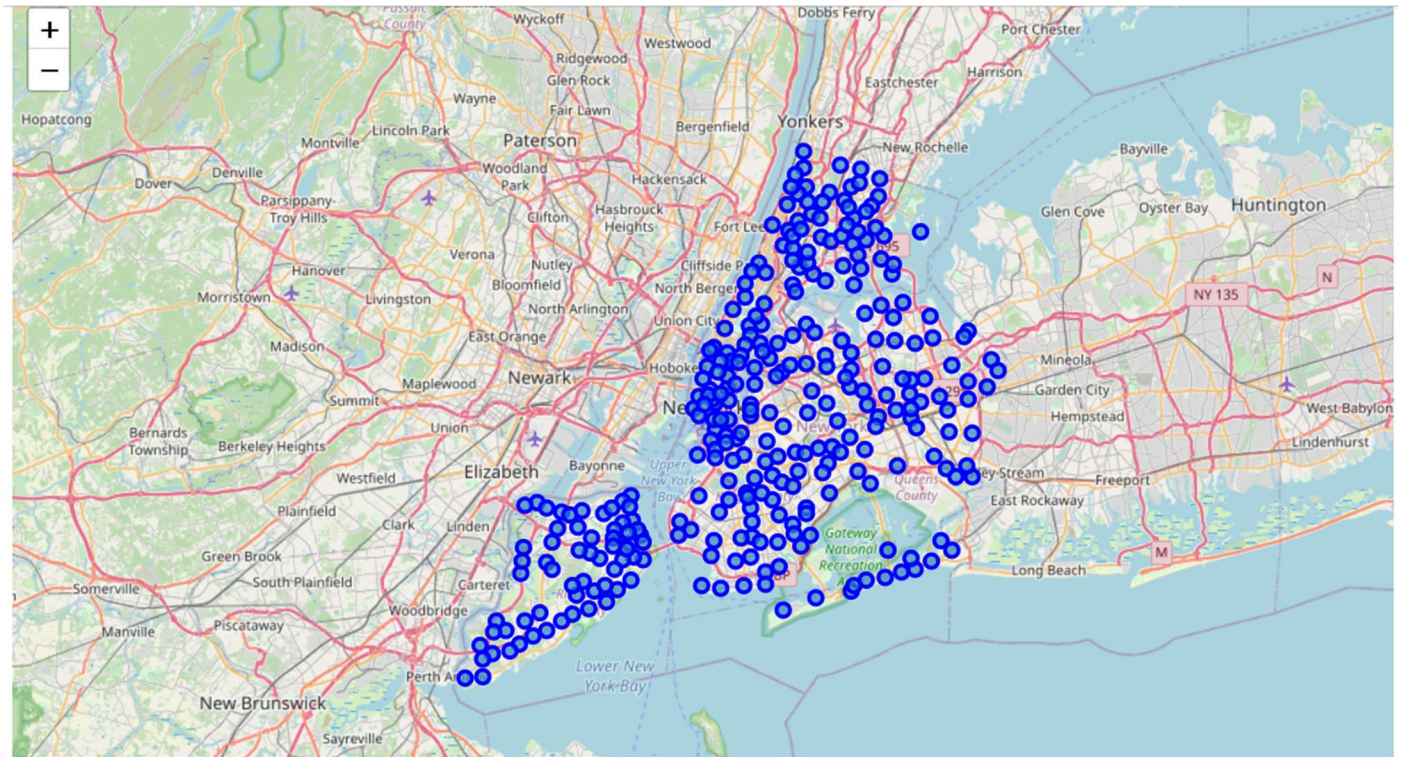 +
−
Dobbs Ferry
Wyckoff
Port Chester
Westwood
Ridgewood
Harrison
Glen Rock
Eastchester
Wayne
Fair Lawn
Hopatcong
Lincoln Park
Bergenfield
Yonkers
Montville
Paterson
New Rochelle
Bayville
Denville
Woodland
Park
Hackensack
Dover
Parsippany-
Troy Hills
Hasbrouck
Heights
Clifton
Fort Lee
Glen Cove
Oyster Bay
Huntington
Verona
695
Nutley
Cliffside
Hanover
Bloomfield
North Bergen
N
Morristown
Livingston
North Arlington
NY 135
Union City
East Orange
Madison
Mineola
Hoboken
Newark
Maplewood
Garden City
Summit
West Babylon
Hempstead
Union
New York
Bernards
Township
Berkeley Heights
Lindenhurst
Elizabeth
Bayonne
Upper
New York
Bay
ey Stream
Westfield
Freeport
Queens
County
East Rockaway
Plainfield
Clark
Linden
Gateway
National
Recreation
Green Brook
M
Long Beach
South Plainfield
Carteret
Somerville
Woodbridge
Piscataway
Manville
Lower New
York Bay
Perth
New Brunswick
Sayreville